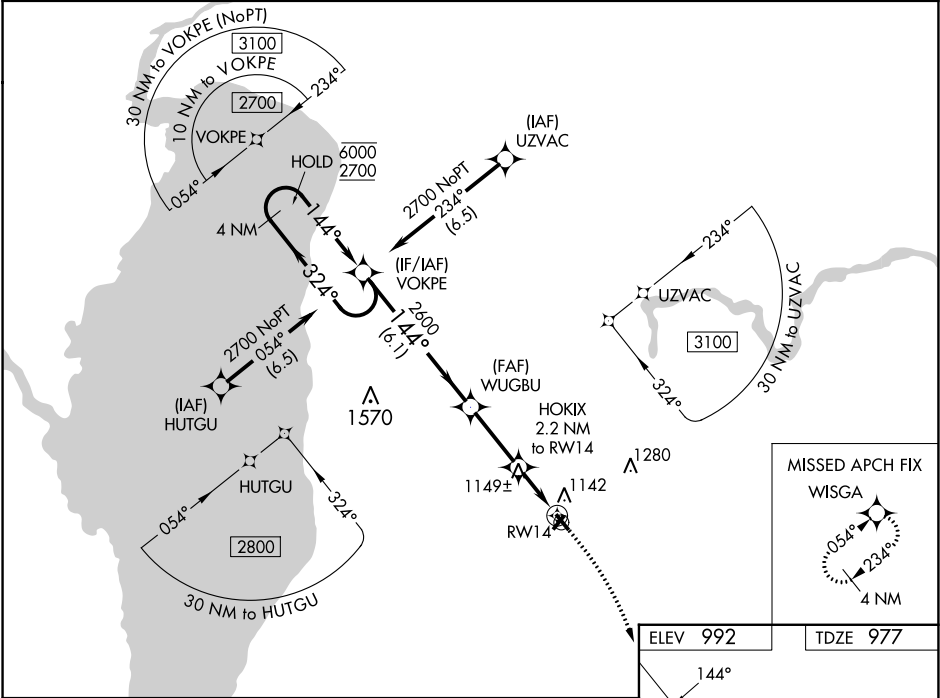 30 NM to VOKPE (NoPT)
3100
10 NM to VOKPE
2700
234°
VOKPE
054°
HOLD
6000
2700
4 NM
144°
324°
(IAF)
UZVAC
2700 NoPT
234°
(6.5)
(IF/IAF)
VOKPE
2600
144°
(6.1)
2700 NoPT
054°
(6.5)
(IAF)
HUTGU
1570
(FAF)
WUGBU
HOKIX
2.2 NM
to RW14
1149±
1142
1280
RW14
234°
UZVAC
3100
324°
30 NM to UZVAC
HUTGU
054°
324°
2800
30 NM to HUTGU
MISSED APCH FIX
WISGA
054°
234°
4 NM
ELEV 992
TDZE 977
144°